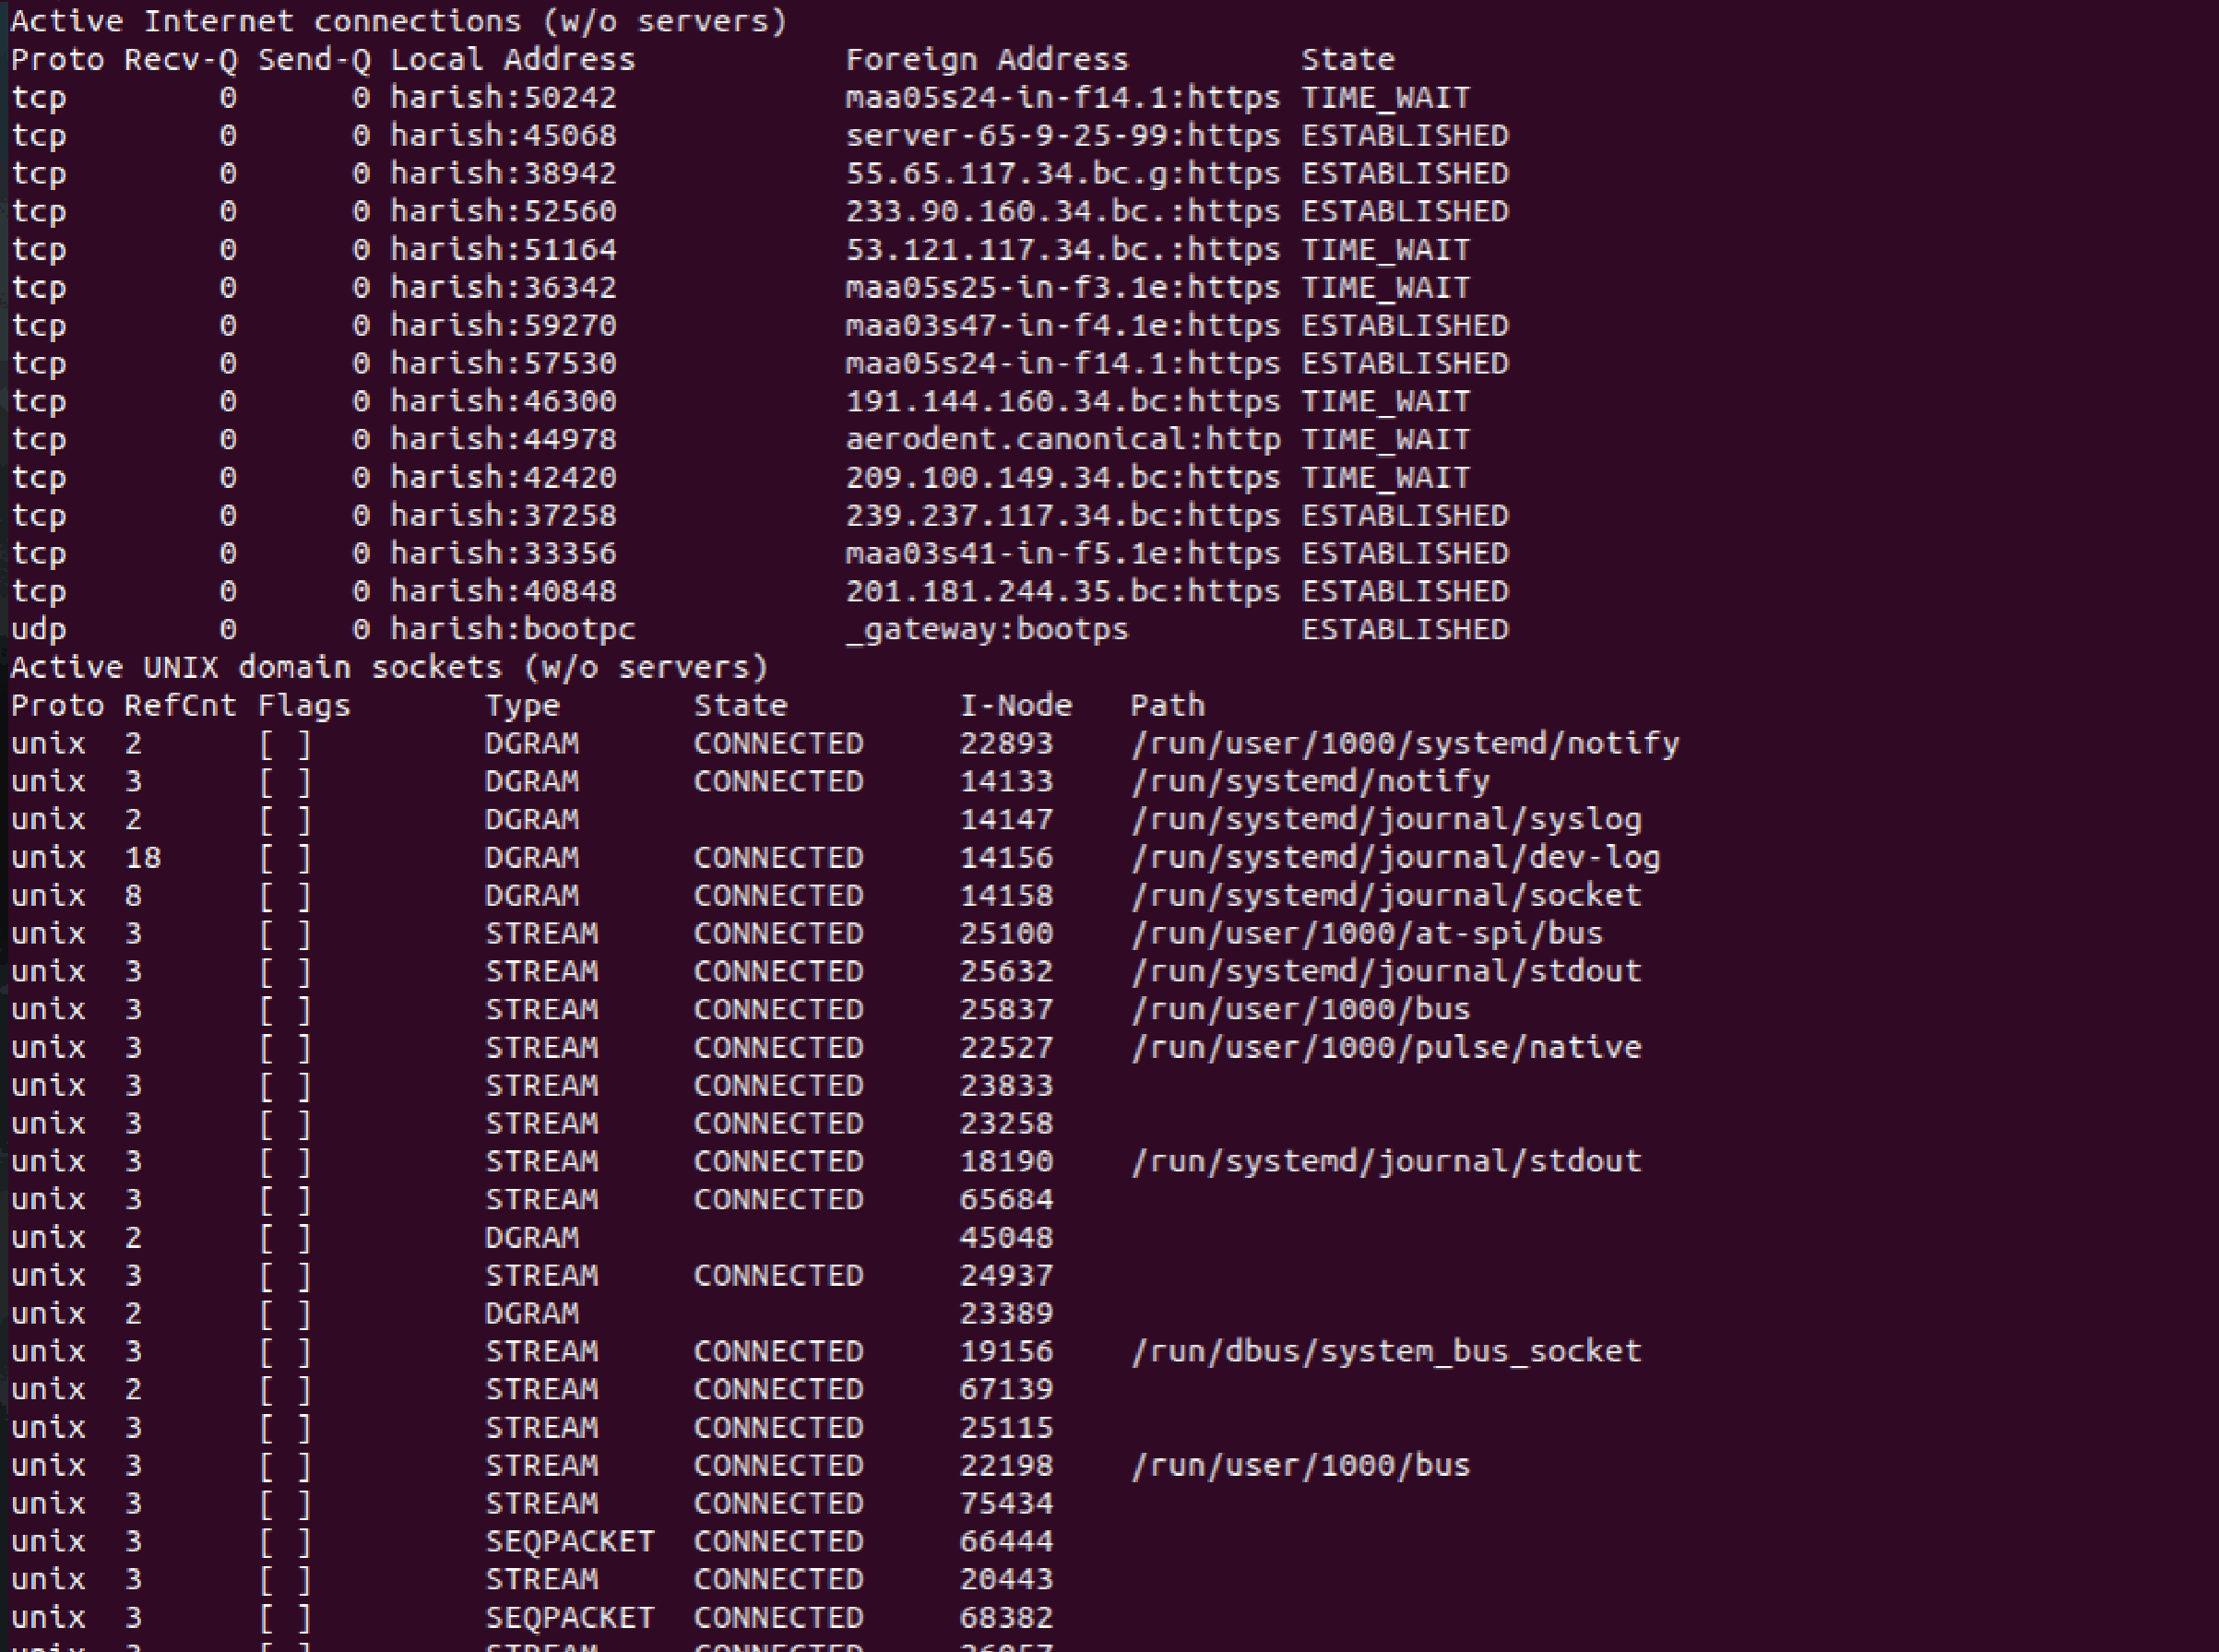 Active Internet connections (w/o servers)
Proto Recv-Q Send-Q Local Address           Foreign Address         State
tcp        0      0 harish:50242            maa05s24-in-f14.1:https TIME_WAIT
tcp        0      0 harish:45068            server-65-9-25-99:https ESTABLISHED
tcp        0      0 harish:38942            55.65.117.34.bc.g:https ESTABLISHED
tcp        0      0 harish:52560            233.90.160.34.bc.:https ESTABLISHED
tcp        0      0 harish:51164            53.121.117.34.bc.:https TIME_WAIT
tcp        0      0 harish:36342            maa05s25-in-f3.1e:https TIME_WAIT
tcp        0      0 harish:59270            maa03s47-in-f4.1e:https ESTABLISHED
tcp        0      0 harish:57530            maa05s24-in-f14.1:https ESTABLISHED
tcp        0      0 harish:46300            191.144.160.34.bc:https TIME_WAIT
tcp        0      0 harish:44978            aerodent.canonical:http TIME_WAIT
tcp        0      0 harish:42420            209.100.149.34.bc:https TIME_WAIT
tcp        0      0 harish:37258            239.237.117.34.bc:https ESTABLISHED
tcp        0      0 harish:33356            maa03s41-in-f5.1e:https ESTABLISHED
tcp        0      0 harish:40848            201.181.244.35.bc:https ESTABLISHED
udp        0      0 harish:bootpc           _gateway:bootps         ESTABLISHED
Active UNIX domain sockets (w/o servers)
Proto RefCnt Flags       Type       State         I-Node   Path
unix  2      [ ]         DGRAM      CONNECTED     22893    /run/user/1000/systemd/notify
unix  3      [ ]         DGRAM      CONNECTED     14133    /run/systemd/notify
unix  2      [ ]         DGRAM                    14147    /run/systemd/journal/syslog
unix  18     [ ]         DGRAM      CONNECTED     14156    /run/systemd/journal/dev-log
unix  8      [ ]         DGRAM      CONNECTED     14158    /run/systemd/journal/socket
unix  3      [ ]         STREAM     CONNECTED     25100    /run/user/1000/at-spi/bus
unix  3      [ ]         STREAM     CONNECTED     25632    /run/systemd/journal/stdout
unix  3      [ ]         STREAM     CONNECTED     25837    /run/user/1000/bus
unix  3      [ ]         STREAM     CONNECTED     22527    /run/user/1000/pulse/native
unix  3      [ ]         STREAM     CONNECTED     23833
unix  3      [ ]         STREAM     CONNECTED     23258
unix  3      [ ]         STREAM     CONNECTED     18190    /run/systemd/journal/stdout
unix  3      [ ]         STREAM     CONNECTED     65684
unix  2      [ ]         DGRAM                    45048
unix  3      [ ]         STREAM     CONNECTED     24937
unix  2      [ ]         DGRAM                    23389
unix  3      [ ]         STREAM     CONNECTED     19156    /run/dbus/system_bus_socket
unix  2      [ ]         STREAM     CONNECTED     67139
unix  3      [ ]         STREAM     CONNECTED     25115
unix  3      [ ]         STREAM     CONNECTED     22198    /run/user/1000/bus
unix  3      [ ]         STREAM     CONNECTED     75434
unix  3      [ ]         SEQPACKET  CONNECTED     66444
unix  3      [ ]         STREAM     CONNECTED     20443
unix  3      [ ]         SEQPACKET  CONNECTED     68382